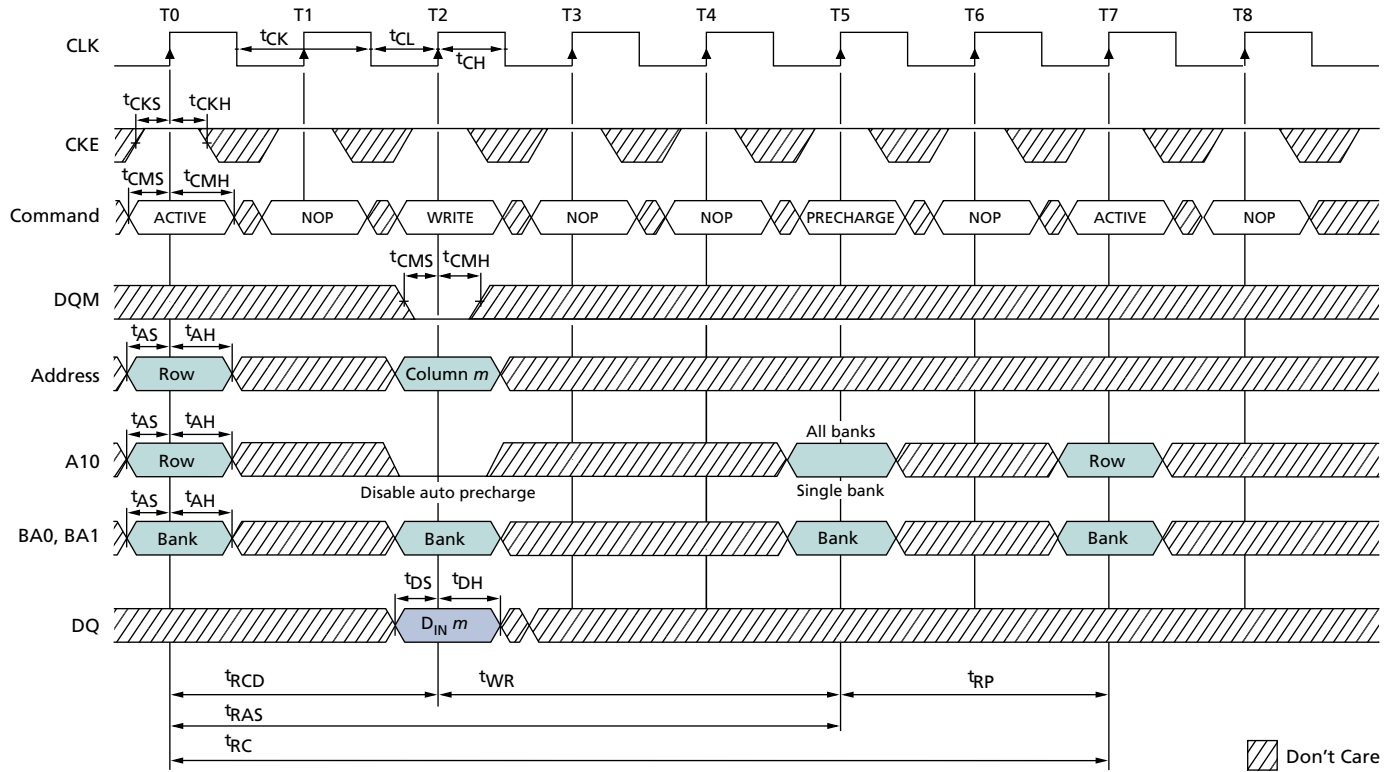 T0 T1 T2 T3 T4 T5 T6 T7 T8
CLK tCK tCL tCH
tCKS tCKH
CKE
tCMS tCMH
Command ACTIVE NOP WRITE NOP NOP PRECHARGE NOP ACTIVE NOP
tCMS tCMH
DQM
tAS tAH
Address Row Column m
tAS tAH All banks
A10 Row Row
Disable auto precharge Single bank
tAS tAH
BA0, BA1 Bank Bank Bank Bank
tDS tDH
DQ DIN m
tRCD tWR tRP
tRAS
tRC
Don't Care